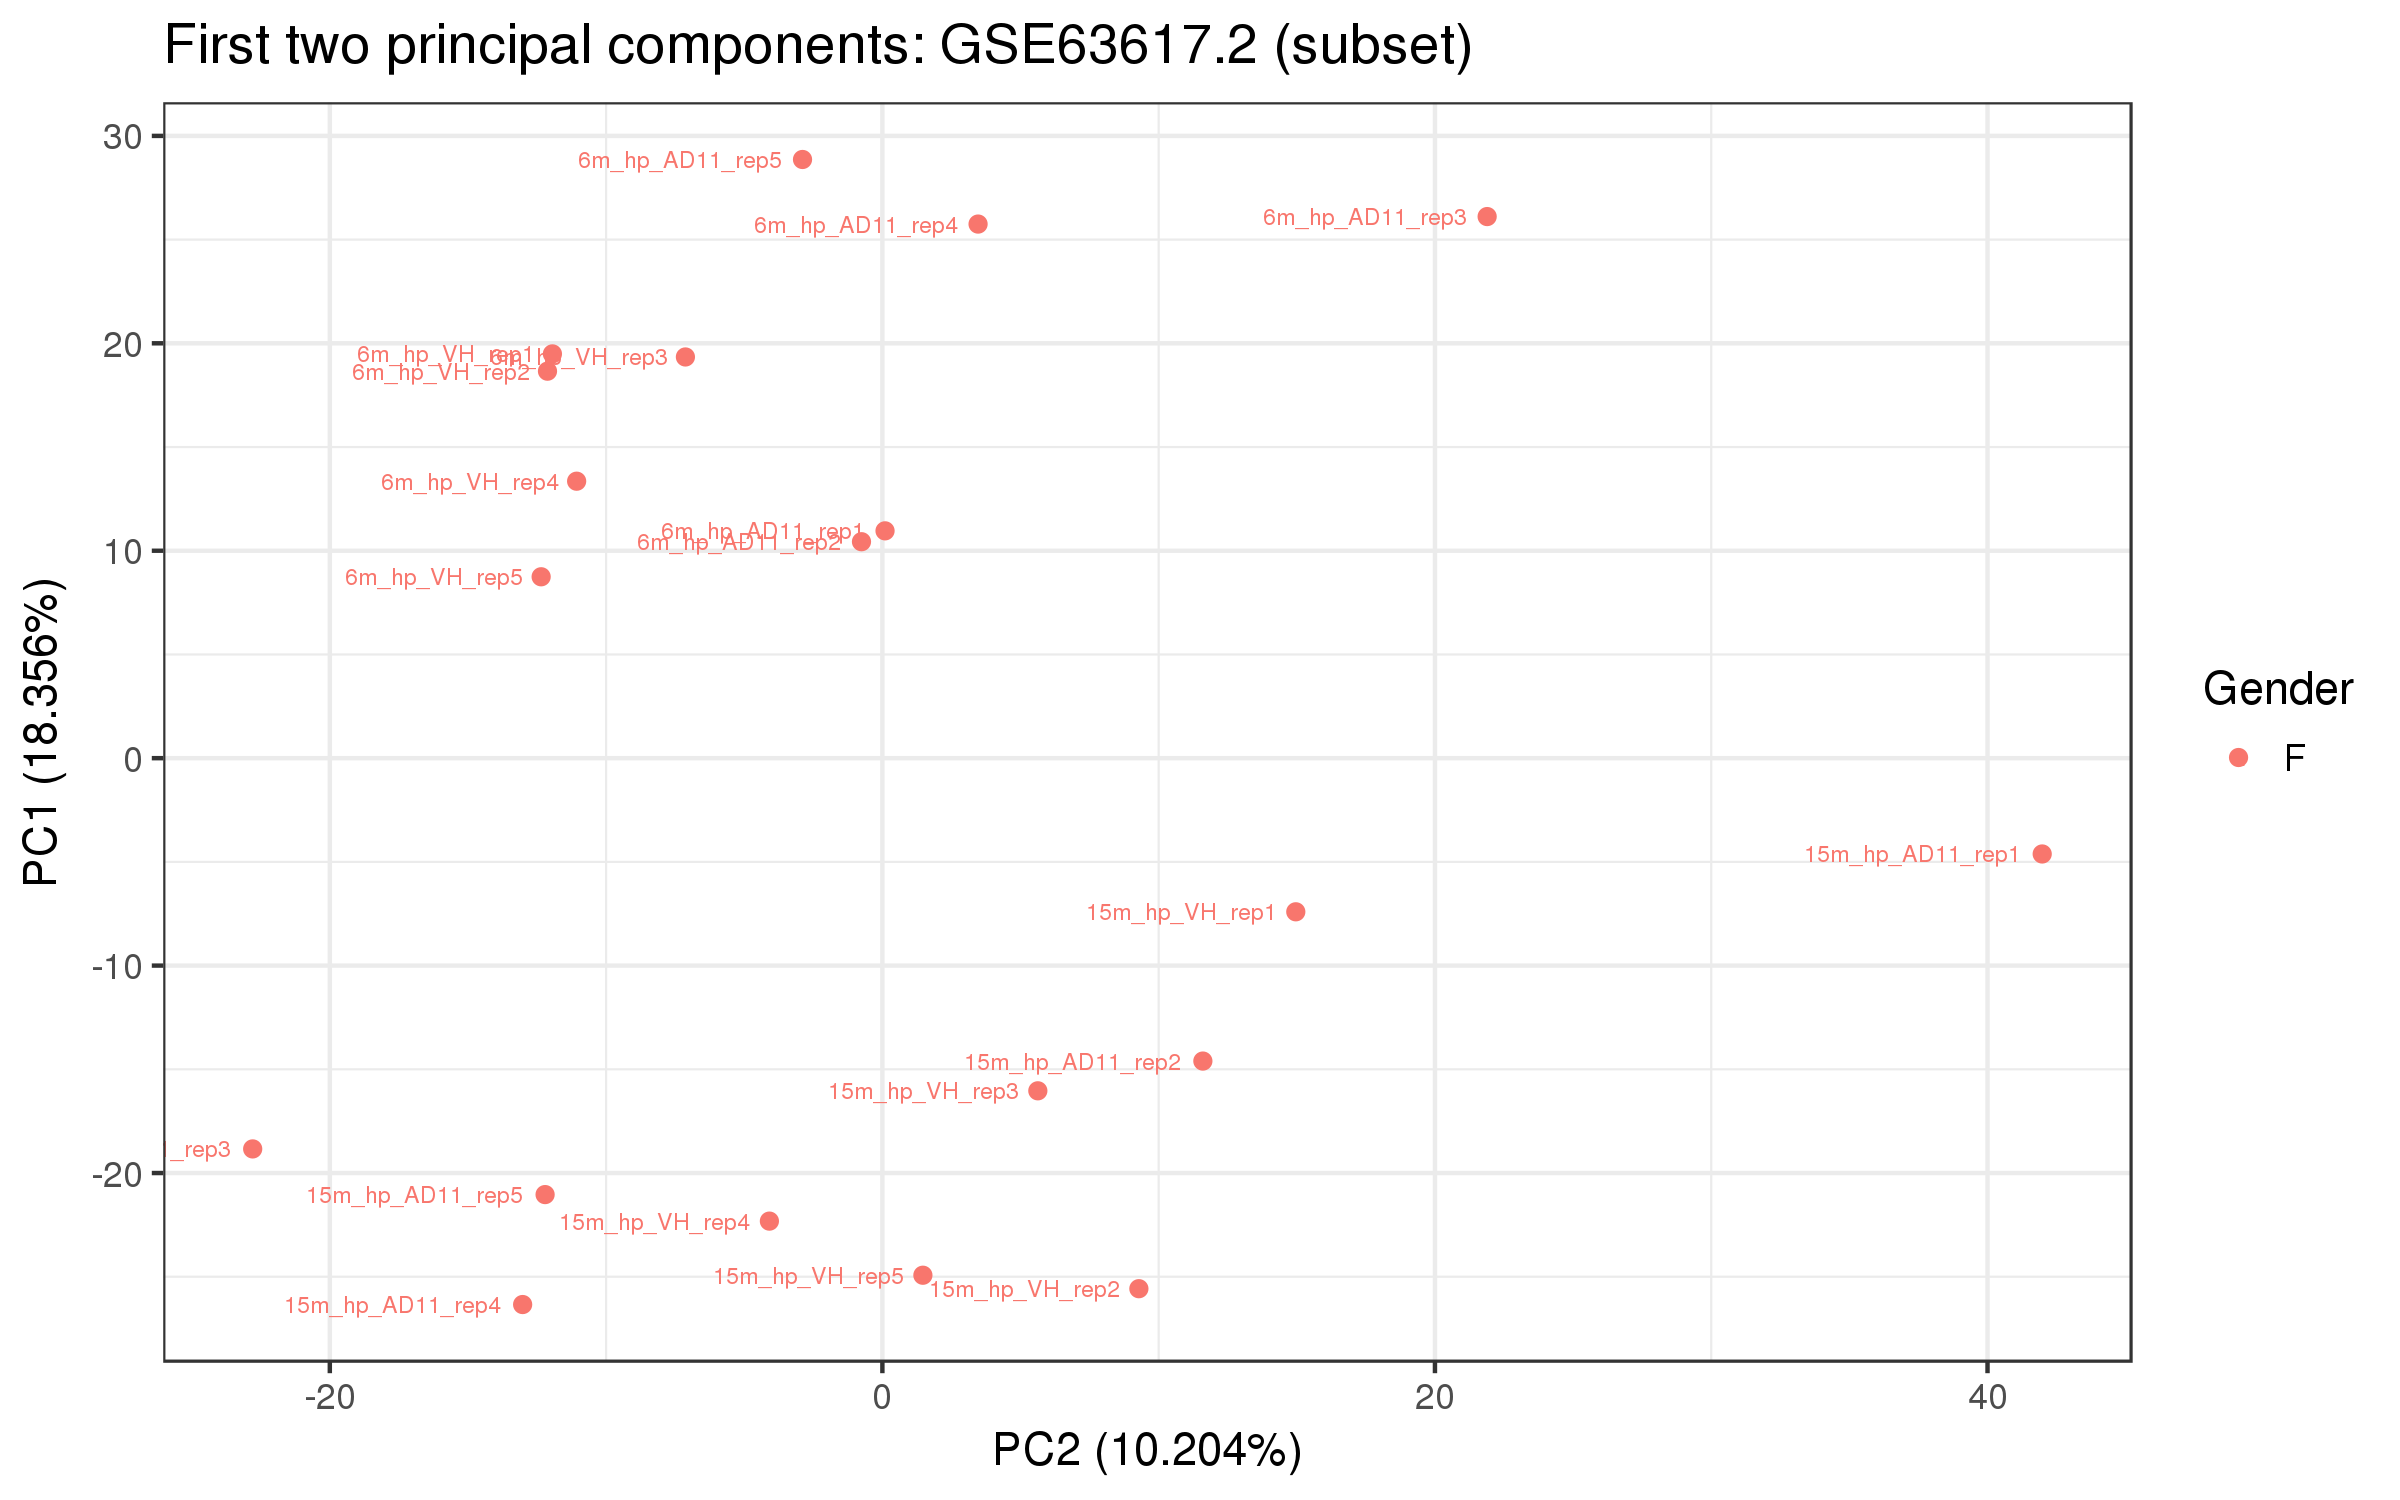 First two principal components: GSE63617.2 (subset)
30
6m_hp_AD11_rep5
6m_hp_AD11_rep3
6m_hp_AD11_rep4
20
6m_hp_VH_rep1
6m_hp_VH_rep3
6m_hp_VH_rep2
6m_hp_VH_rep4
6m_hp_AD11_rep1
10
6m_hp_AD11_rep2
6m_hp_VH_rep5
PC1 (18.356%)
Gender
0
F
15m_hp_AD11_rep1
15m_hp_VH_rep1
-10
15m_hp_AD11_rep2
15m_hp_VH_rep3
_rep3
-20
15m_hp_AD11_rep5
15m_hp_VH_rep4
15m_hp_VH_rep5
15m_hp_VH_rep2
15m_hp_AD11_rep4
-20
0
20
40
PC2 (10.204%)